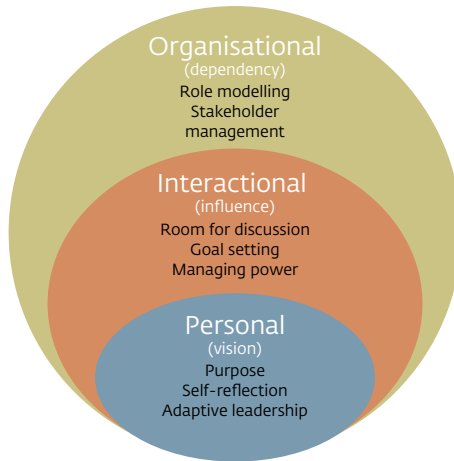 Organisational
(dependency)
Role modelling
Stakeholder
management
Interactional
(influence)
Room for discussion
Goal setting
Managing power
Personal
(vision)
Purpose
Self-reflection
Adaptive leadership